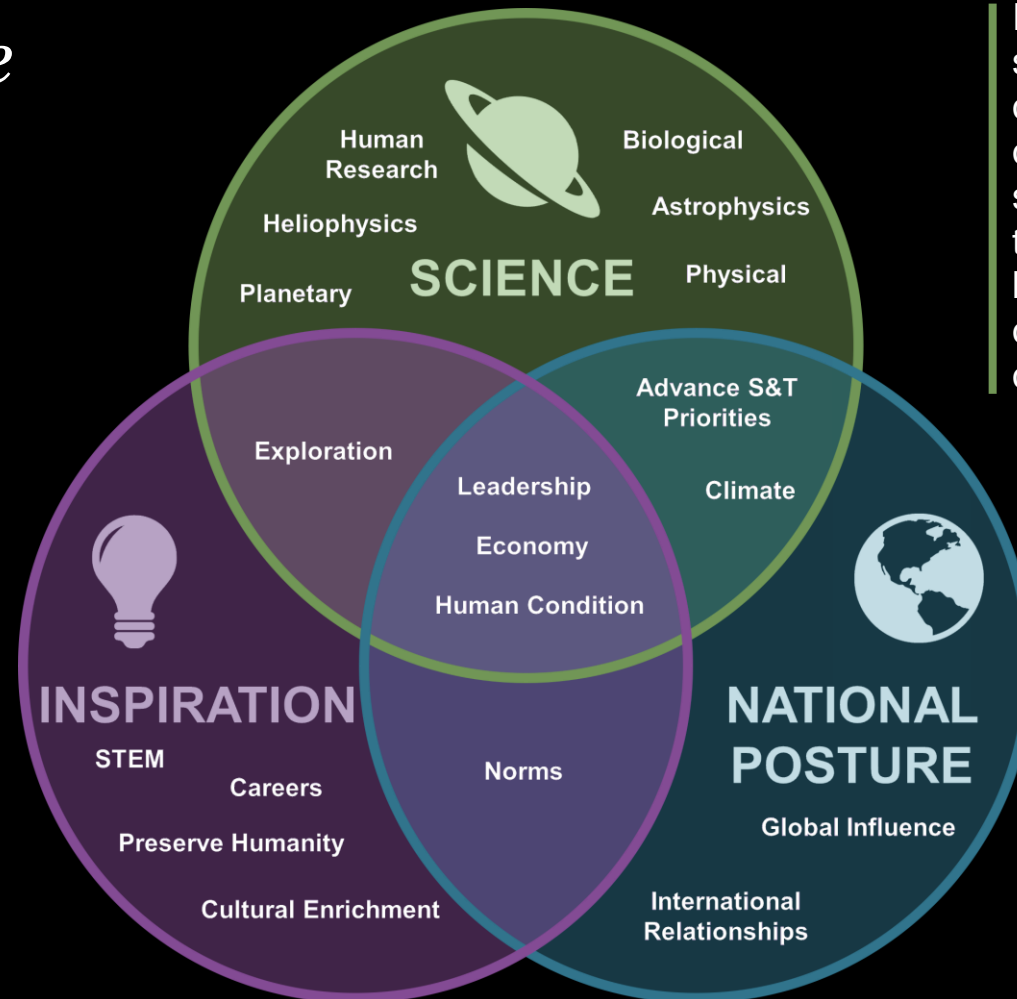 Human
Research
Biological
Heliophysics
Astrophysics
SCIENCE
Planetary
Physical
Advance S&T
Priorities
Exploration
Leadership
Climate
Economy
Human Condition
INSPIRATION
NATIONAL
POSTURE
STEM
Norms
Careers
Global Influence
Preserve Humanity
Cultural Enrichment
International
Relationships